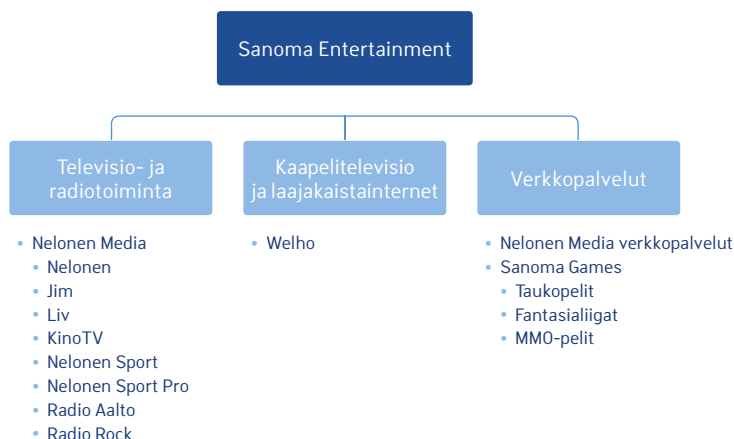 Sanoma Entertainment
Televisio- ja
radiotoiminta
• Nelonen Media
• Nelonen
• Jim
• Liv
• KinoTV
• Nelonen Sport
• Nelonen Sport Pro
• Radio Aalto
• Radio Rock
Kaapelitelevisio
ja laajakaistainternet
• Welho
Verkkopalvelut
• Nelonen Media verkkopalvelut
• Sanoma Games
• Taukopelit
• Fantasialiigat
• MMO-pelit